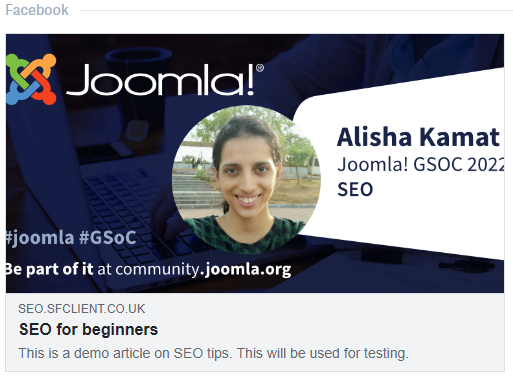 Facebook
Joomla!®
Alisha Kamat
Joomla! GSOC 2022
SEO
#joomla #GSoC
Be part of it at community.joomla.org
SEO.SFCLIENT.CO.UK
SEO for beginners
This is a demo article on SEO tips. This will be used for testing.